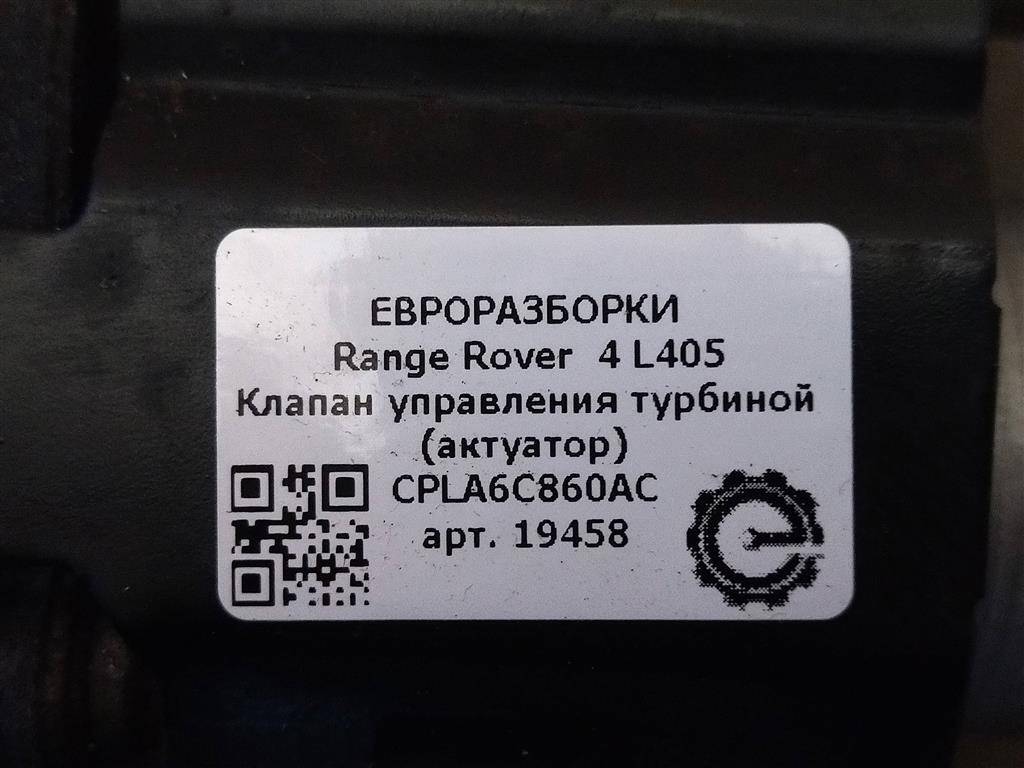 ЕВРОРАЗБОРКИ
Range Rover 4 L405
Клапан управления турбиной
(актуатор)
CPLA6C860AC
арт. 19458